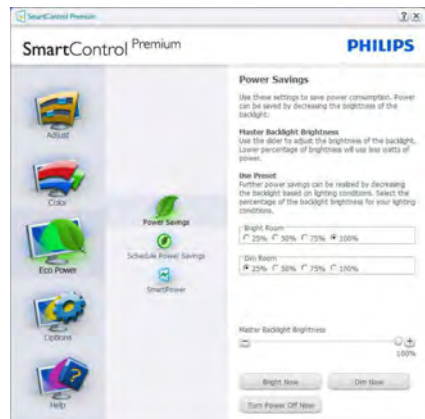 SmartControl Premium
SmartControl Premium
PHILIPS
Adjust
Color
Eco Power
Options
Help
Power Savings
Schedule Power Savings
SmartPower
Power Savings
Use these settings to save power consumption. Power
can be saved by decreasing the brightness of the
backlight.
Master Backlight Brightness
Use the slider to adjust the brightness of the backlight.
Lower percentage of brightness will use less watts of
power.
Use Preset
Further power savings can be realized by decreasing
the backlight based on lighting conditions. Select the
percentage of the backlight brightness for your lighting
conditions.
Bright Room
25% 50% 75% 100%
Dim Room
25% 50% 75% 100%
Master Backlight Brightness
100%
Bright Now Dim Now
Turn Power Off Now